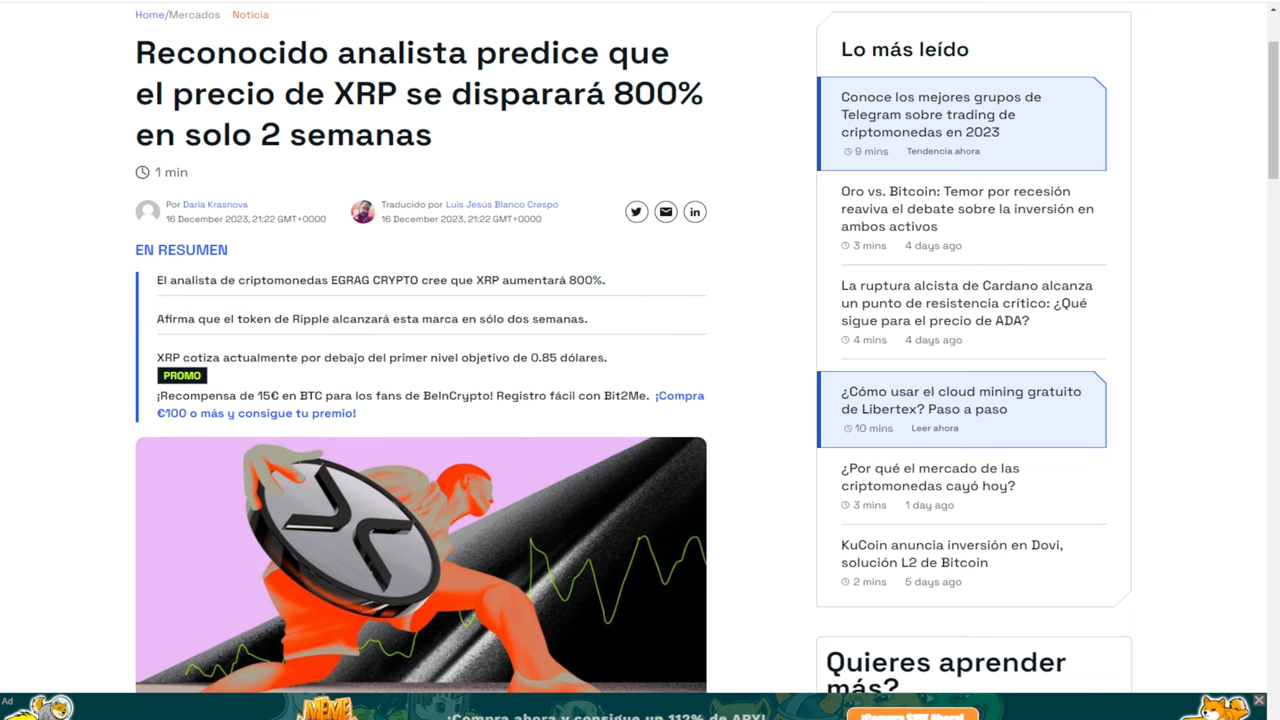 Home/Mercados Noticia
Reconocido analista predice que
el precio de XRP se disparará 800%
en solo 2 semanas
1 min
Por Daria Krasnova
16 December 2023, 21:22 GMT+0000
Traducido por Luis Jesús Blanco Crespo
16 December 2023, 21:22 GMT+0000
EN RESUMEN
El analista de criptomonedas EGRAG CRYPTO cree que XRP aumentará 800%.
Afirma que el token de Ripple alcanzará esta marca en sólo dos semanas.
XRP cotiza actualmente por debajo del primer nivel objetivo de 0.85 dólares.
PROMO
¡Recompensa de 15€ en BTC para los fans de BeInCrypto! Registro fácil con Bit2Me. ¡Compra
€100 o más y consigue tu premio!
Lo más leído
Conoce los mejores grupos de
Telegram sobre trading de
criptomonedas en 2023
9 mins Tendencia ahora
Oro vs. Bitcoin: Temor por recesión
reaviva el debate sobre la inversión en
ambos activos
3 mins 4 days ago
La ruptura alcista de Cardano alcanza
un punto de resistencia crítico: ¿Qué
sigue para el precio de ADA?
4 mins 4 days ago
¿Cómo usar el cloud mining gratuito
de Libertex? Paso a paso
10 mins Leer ahora
¿Por qué el mercado de las
criptomonedas cayó hoy?
3 mins 1 day ago
KuCoin anuncia inversión en Dovi,
solución L2 de Bitcoin
2 mins 5 days ago
Quieres aprender
más?
Ad
MEME
¡Compra ahora y consigue un 112% de APY!